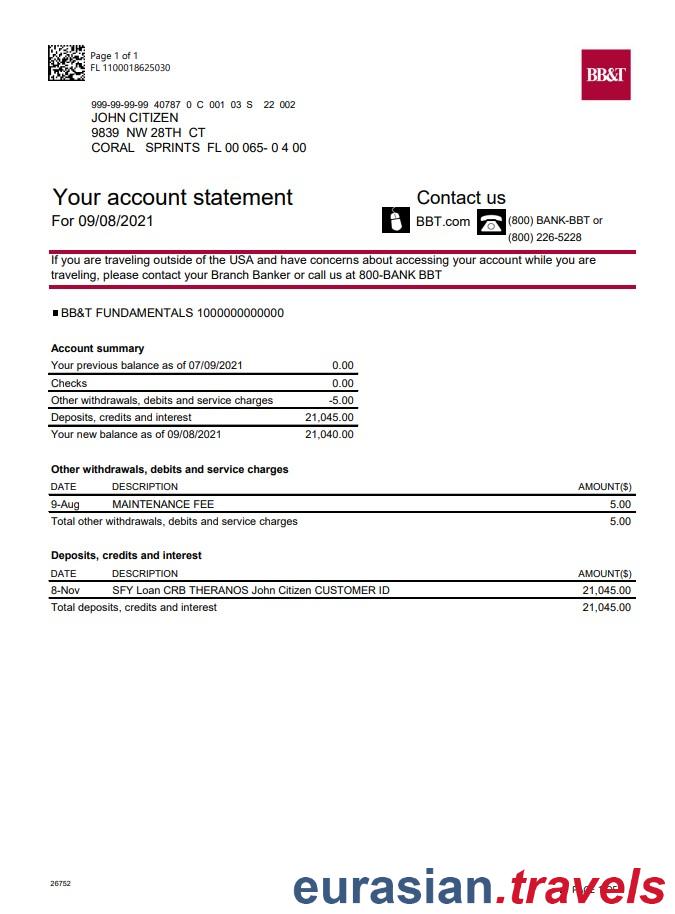 Page 1 of 1
FL 1100018625030
BB&T
999-99-99-99 40787 0 C 001 03 S 22 002
JOHN CITIZEN
9839 NW 28TH CT
CORAL SPRINTS FL 00 065- 0 4 00
Your account statement
For 09/08/2021
Contact us
BBT.com
(800) BANK-BBT or
(800) 226-5228
If you are traveling outside of the USA and have concerns about accessing your account while you are
traveling, please contact your Branch Banker or call us at 800-BANK BBT
BB&T FUNDAMENTALS 1000000000000
Account summary
Your previous balance as of 07/09/2021 0.00
Checks 0.00
Other withdrawals, debits and service charges -5.00
Deposits, credits and interest 21,045.00
Your new balance as of 09/08/2021 21,040.00
Other withdrawals, debits and service charges
DATE DESCRIPTION AMOUNT($)
9-Aug MAINTENANCE FEE 5.00
Total other withdrawals, debits and service charges 5.00
Deposits, credits and interest
DATE DESCRIPTION AMOUNT($)
8-Nov SFY Loan CRB THERANOS John Citizen CUSTOMER ID 21,045.00
Total deposits, credits and interest 21,045.00
26752
eurasian.travels